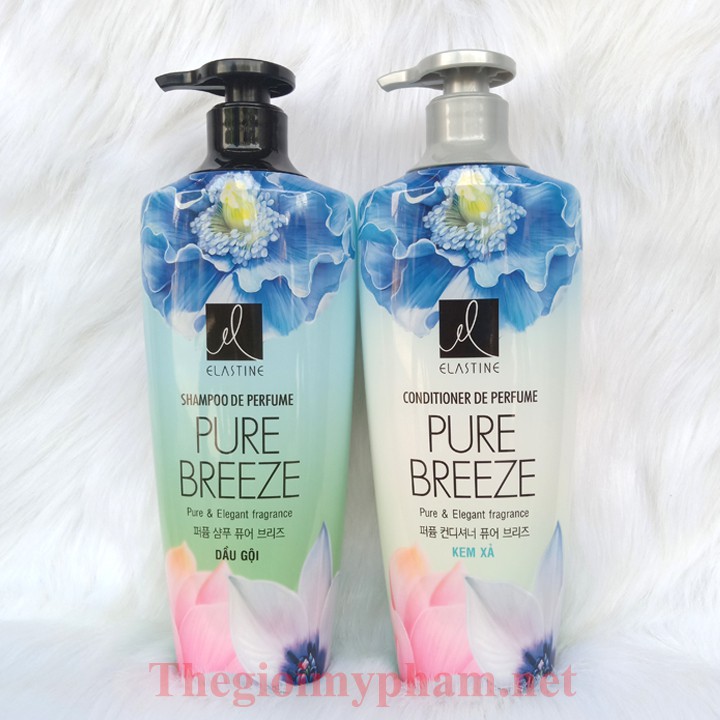 el
ELASTINE
SHAMPOO DE PERFUME
PURE
BREEZE
Pure & Elegant fragrance
퍼퓸 샴푸 퓨어 브리즈
DẦU GỘI
el
ELASTINE
CONDITIONER DE PERFUME
PURE
BREEZE
Pure & Elegant fragrance
퍼퓸 컨디셔너 퓨어 브리즈
KEM XẢ
Thegioimypham.net